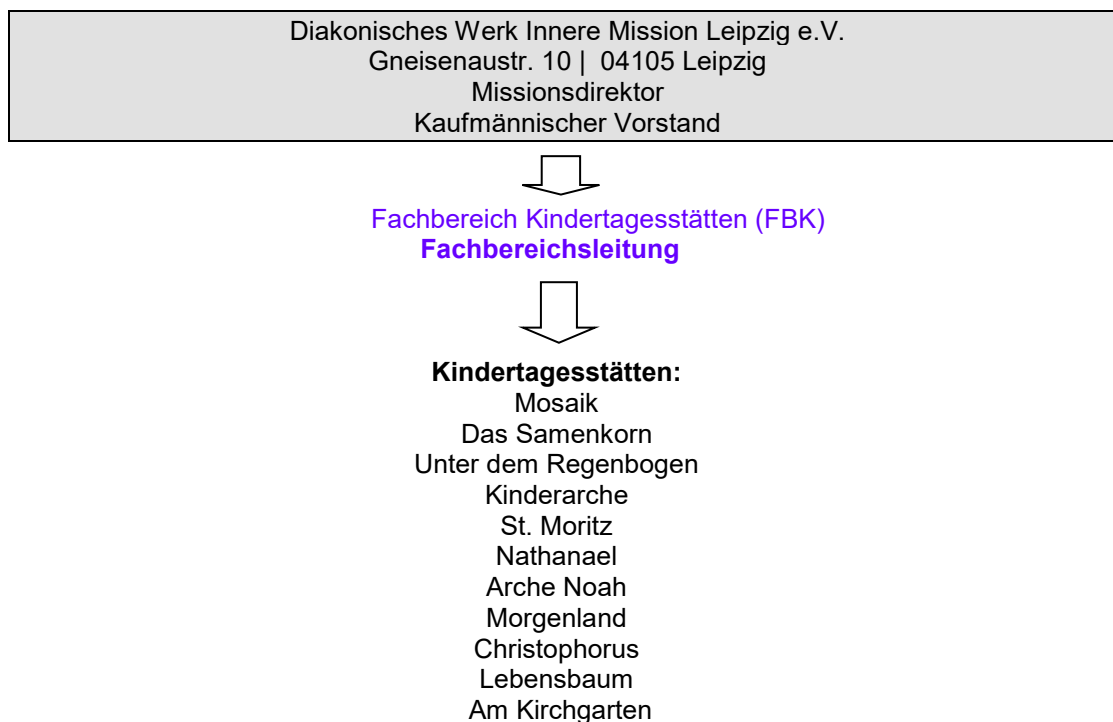 Diakonisches Werk Innere Mission Leipzig e.V.
Gneisenaustr. 10 | 04105 Leipzig
Missionsdirektor
Kaufmännischer Vorstand
Fachbereich Kindertagesstätten (FBK)
Fachbereichsleitung
Kindertagesstätten:
Mosaik
Das Samenkorn
Unter dem Regenbogen
Kinderarche
St. Moritz
Nathanael
Arche Noah
Morgenland
Christophorus
Lebensbaum
Am Kirchgarten